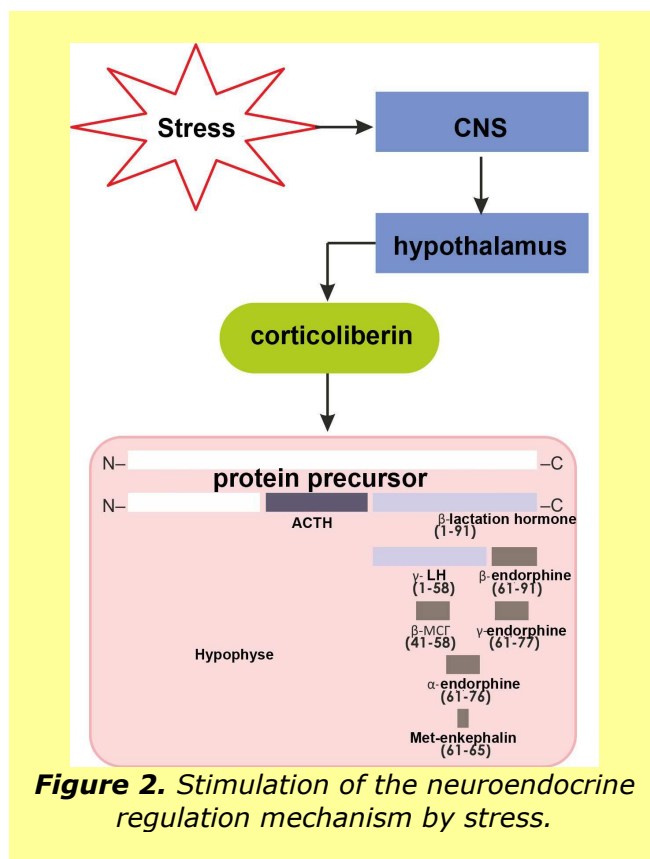 Stress
CNS
hypothalamus
corticoliberin
N– –C
protein precursor
N– –C
ACTH
β-lactation hormone
(1-91)
γ- LH
(1-58)
β-endorphine
(61-91)
β-МСГ
(41-58)
γ-endorphine
(61-77)
Hypophyse
α-endorphine
(61-76)
Met-enkephalin
(61-65)
Figure 2. Stimulation of the neuroendocrine
regulation mechanism by stress.